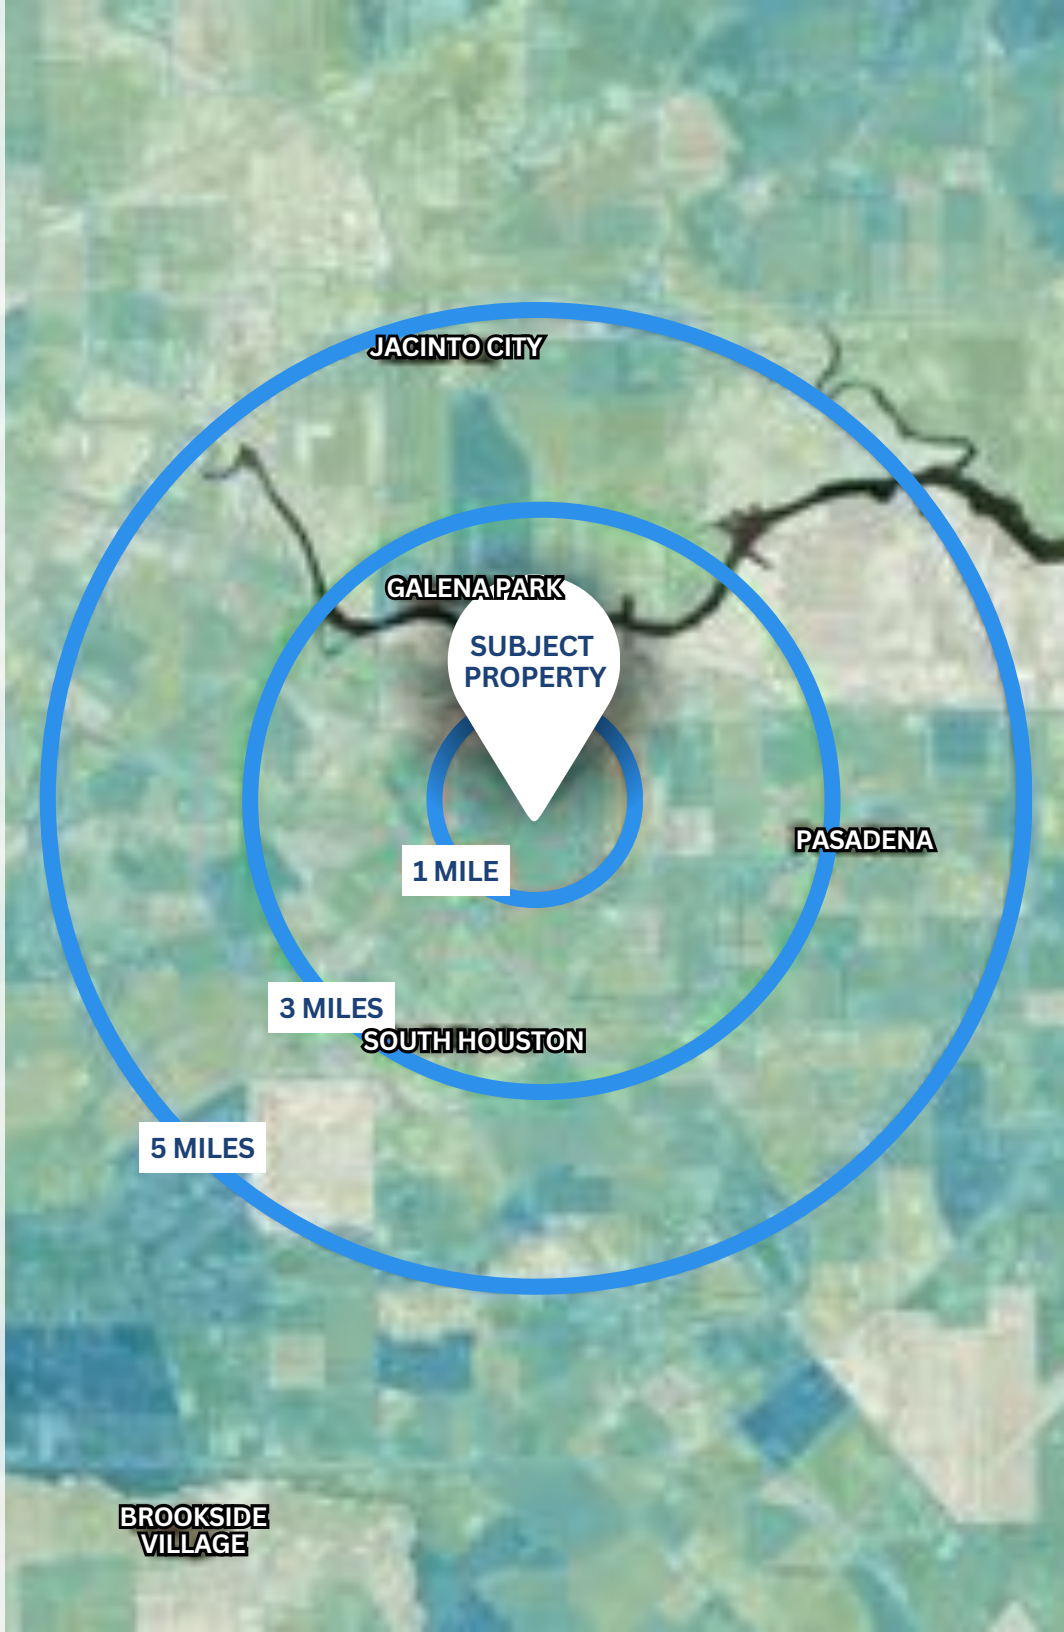 JACINTO CITY
GALENA PARK
SUBJECT
PROPERTY
PASADENA
1 MILE
3 MILES
SOUTH HOUSTON
5 MILES
BROOKSIDE
VILLAGE